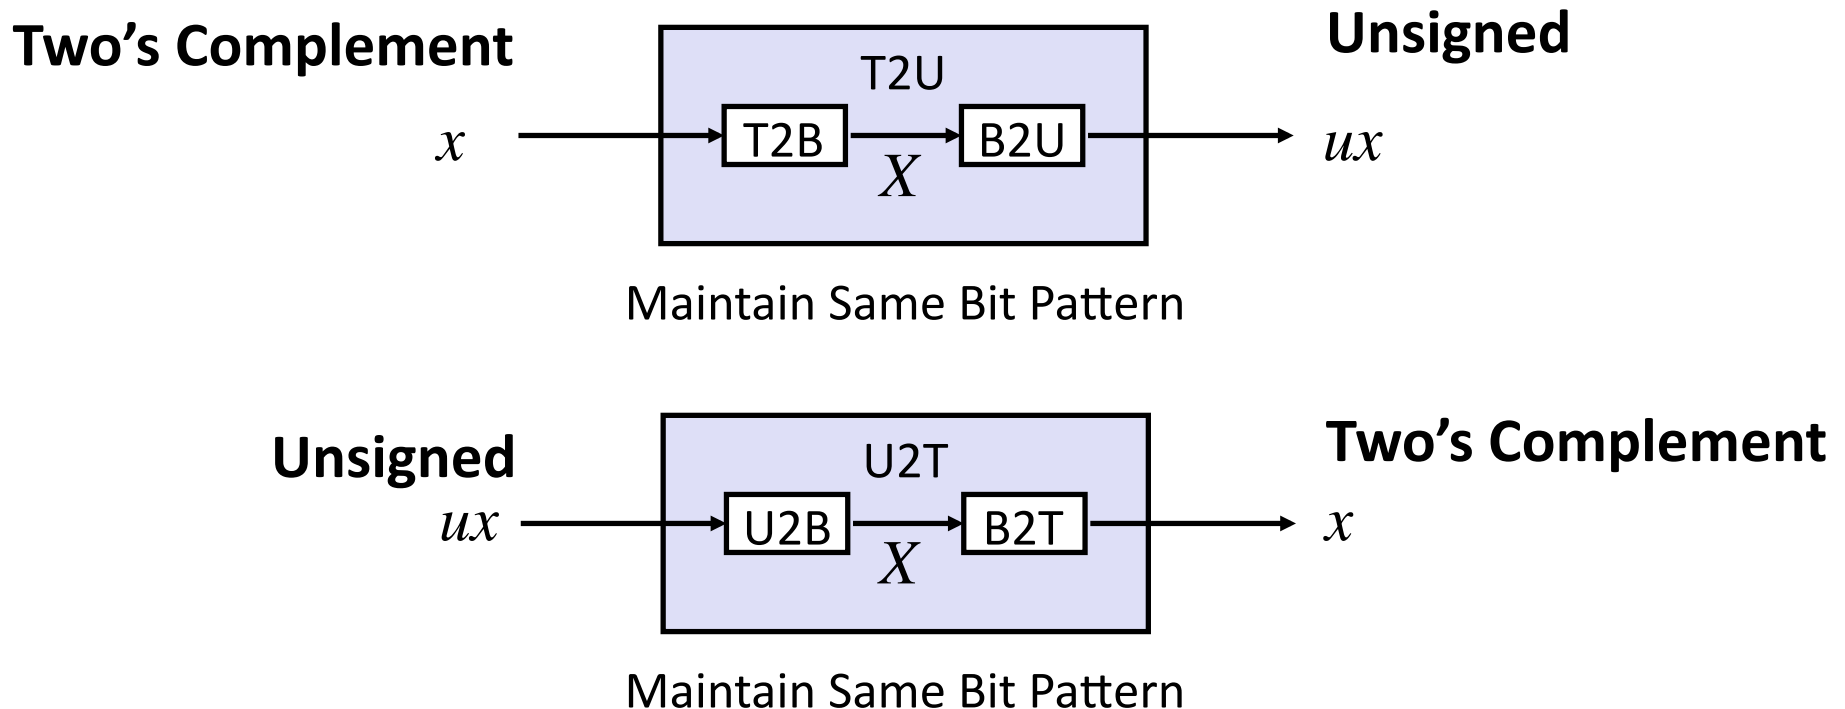 Two’s Complement
Unsigned
T2U
x
T2B
X
B2U
ux
Maintain Same Bit Pattern
Unsigned
Two’s Complement
U2T
ux
U2B
X
B2T
x
Maintain Same Bit Pattern